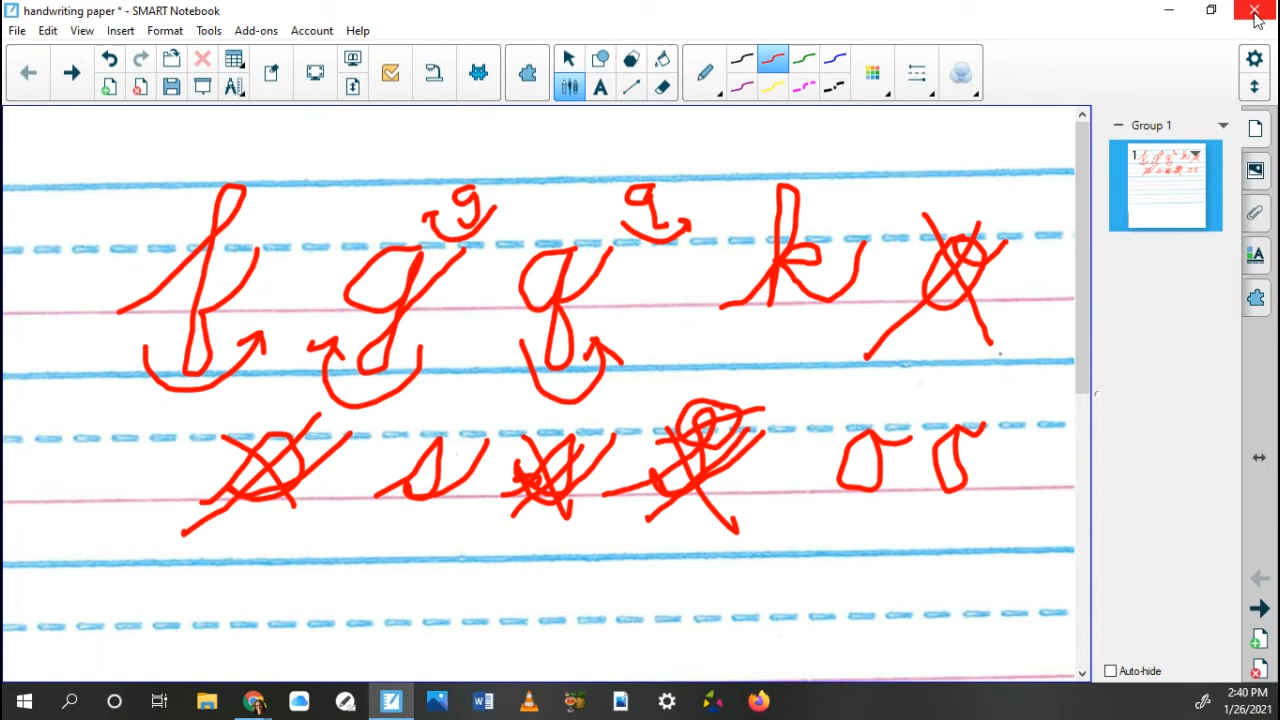 handwriting paper * - SMART Notebook
File Edit View Insert Format Tools Add-ons Account Help
Group 1
1
g q
f g q k
s o o
Auto-hide
2:40 PM
1/26/2021